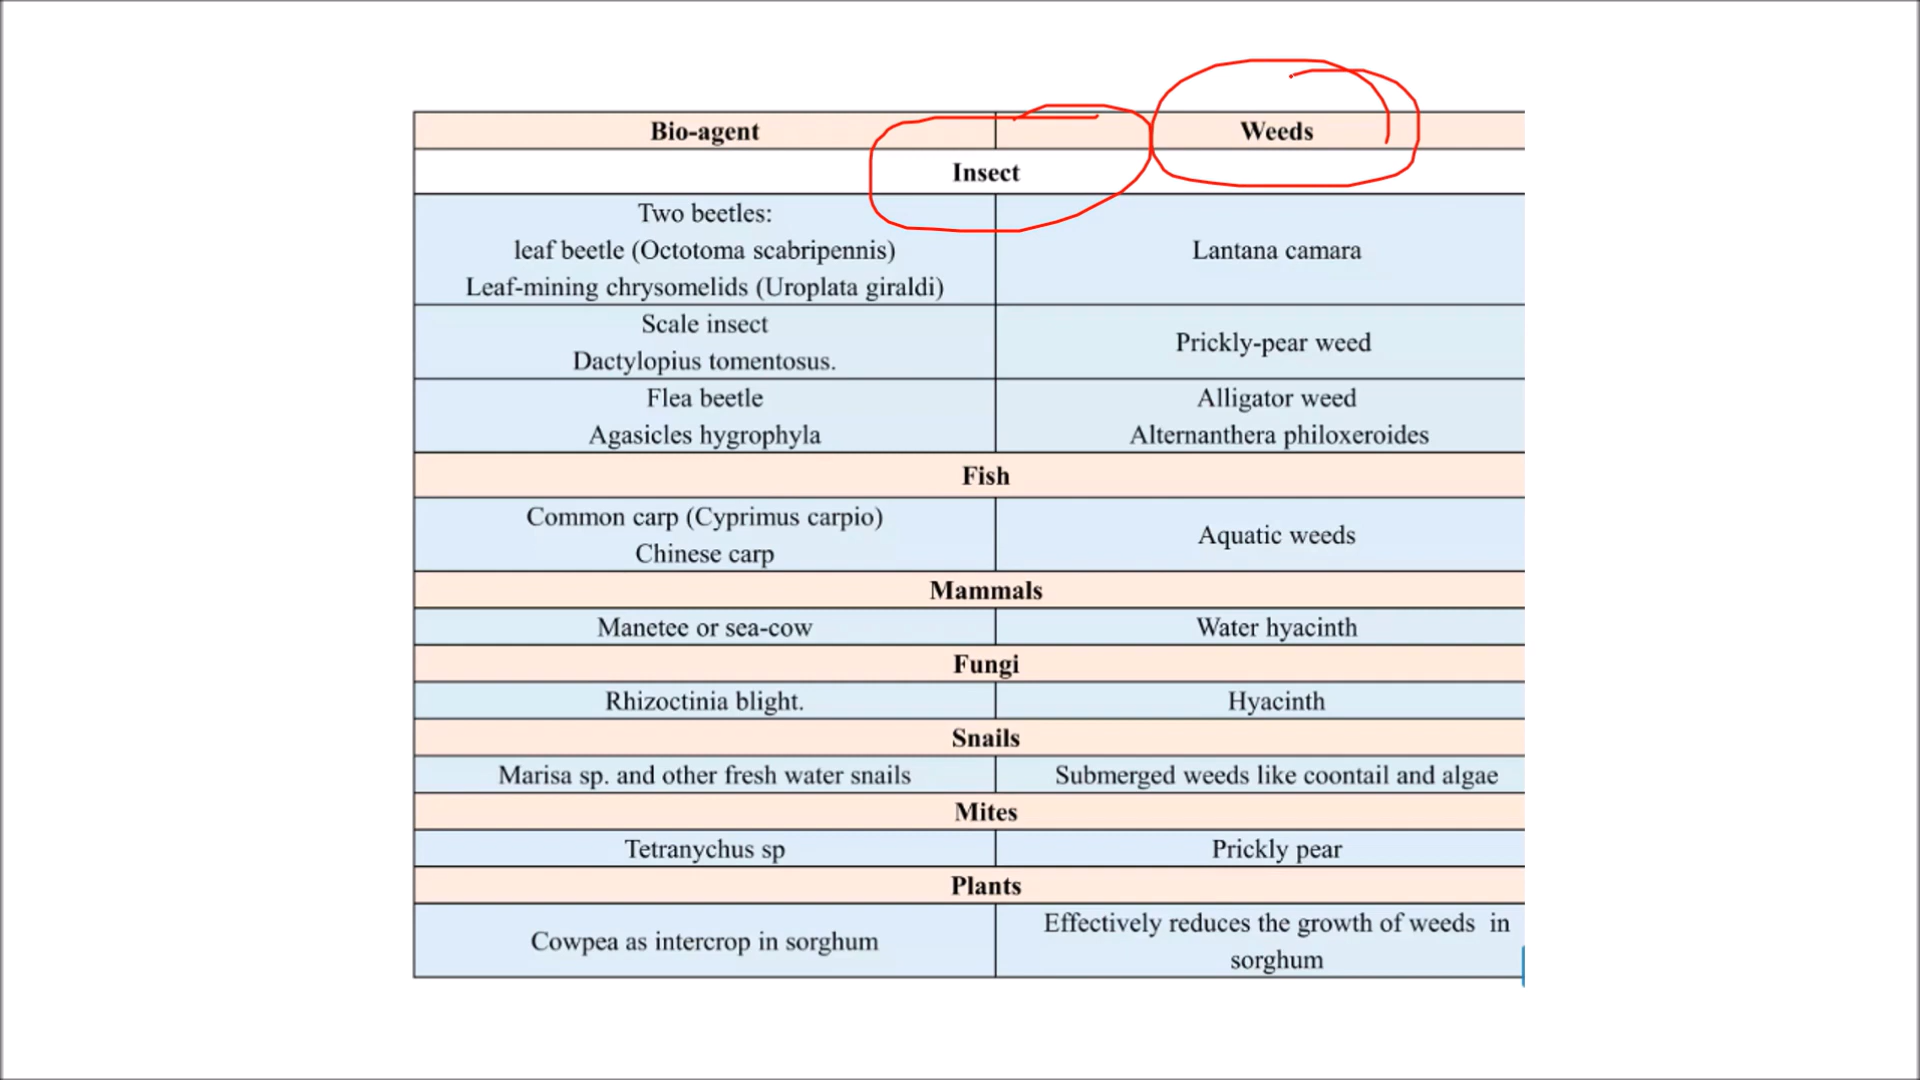 Bio-agent Weeds
Insect
Two beetles:
leaf beetle (Octotoma scabripennis)
Leaf-mining chrysomelids (Uroplata giraldi)
Lantana camara
Scale insect
Dactylopius tomentosus.
Prickly-pear weed
Flea beetle
Agasicles hygrophyla
Alligator weed
Alternanthera philoxeroides
Fish
Common carp (Cyprimus carpio)
Chinese carp
Aquatic weeds
Mammals
Manetee or sea-cow Water hyacinth
Fungi
Rhizoctinia blight. Hyacinth
Snails
Marisa sp. and other fresh water snails Submerged weeds like coontail and algae
Mites
Tetranychus sp Prickly pear
Plants
Cowpea as intercrop in sorghum
Effectively reduces the growth of weeds in
sorghum